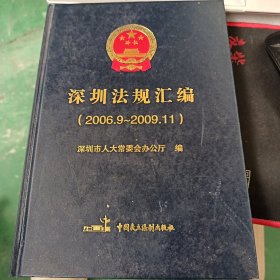 深圳法规汇编
(2006.9~2009.11)
深圳市人大常委会办公厅 编
中国民主法制出版社